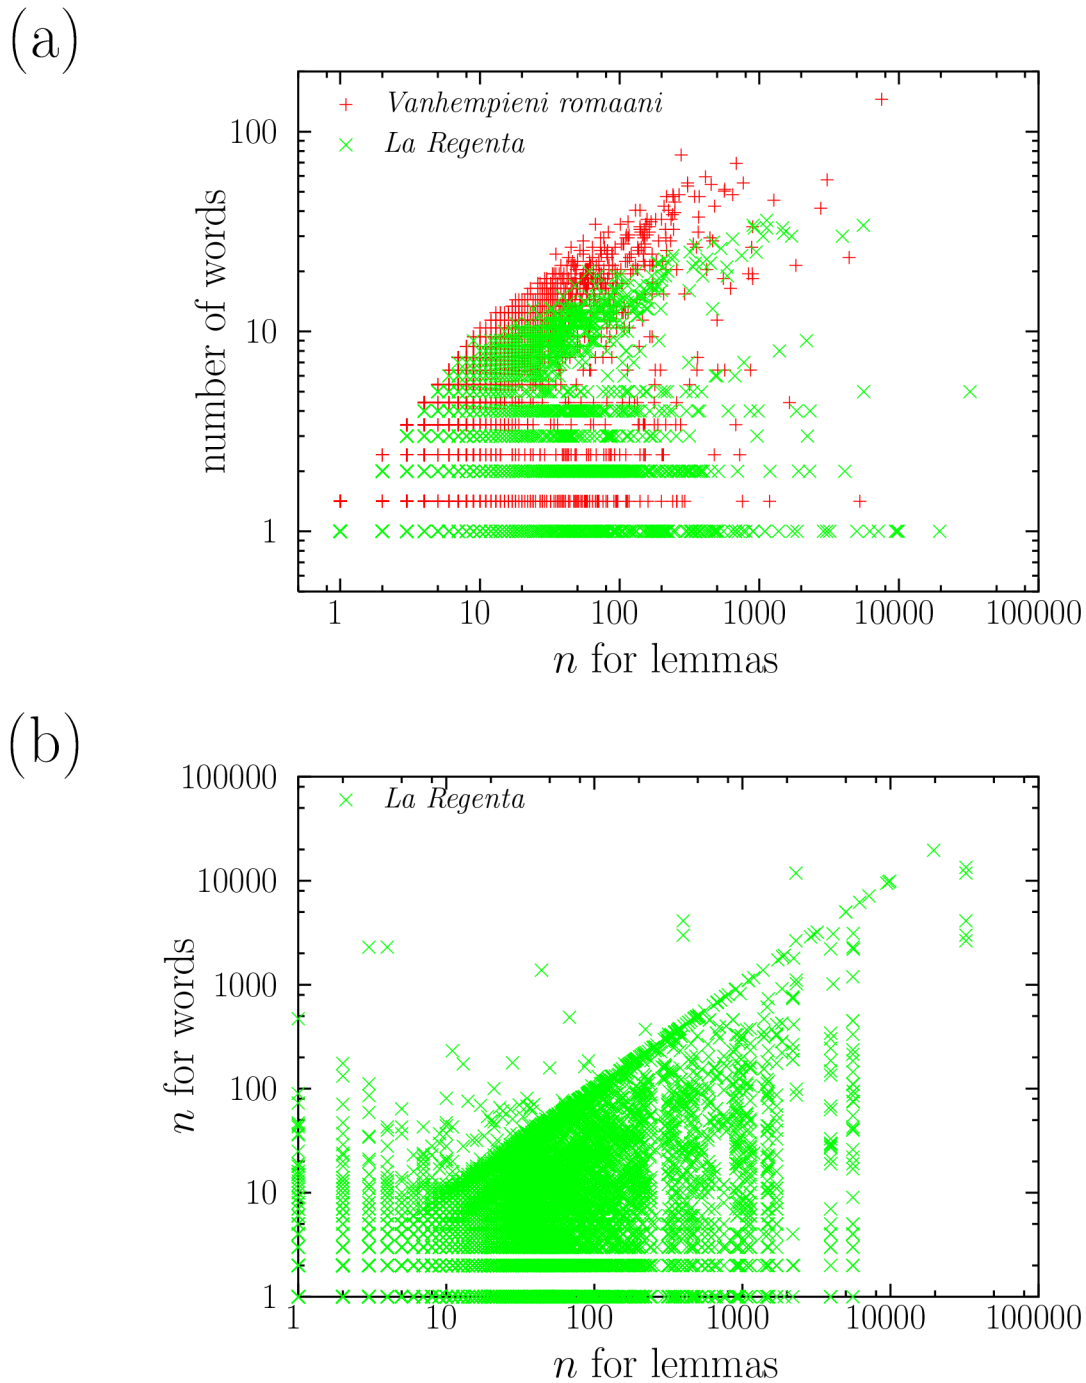 (a)
Vanhempieni romaani
La Regenta
100
10
1
number of words
1 10 100 1000 10000 100000
n for lemmas
(b)
La Regenta
100000
10000
1000
100
10
1
n for words
1 10 100 1000 10000 100000
n for lemmas